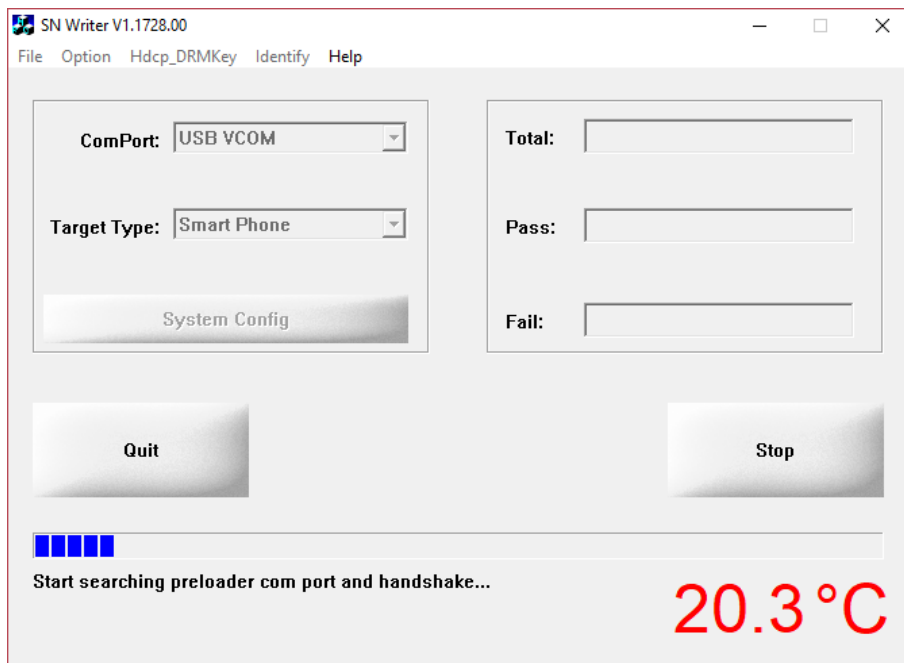 SN Writer V1.1728.00
File Option Hdcp_DRMKey Identify Help
ComPort: USB VCOM
Target Type: Smart Phone
System Config
Total:
Pass:
Fail:
Quit
Stop
Start searching preloader com port and handshake...
20.3°C